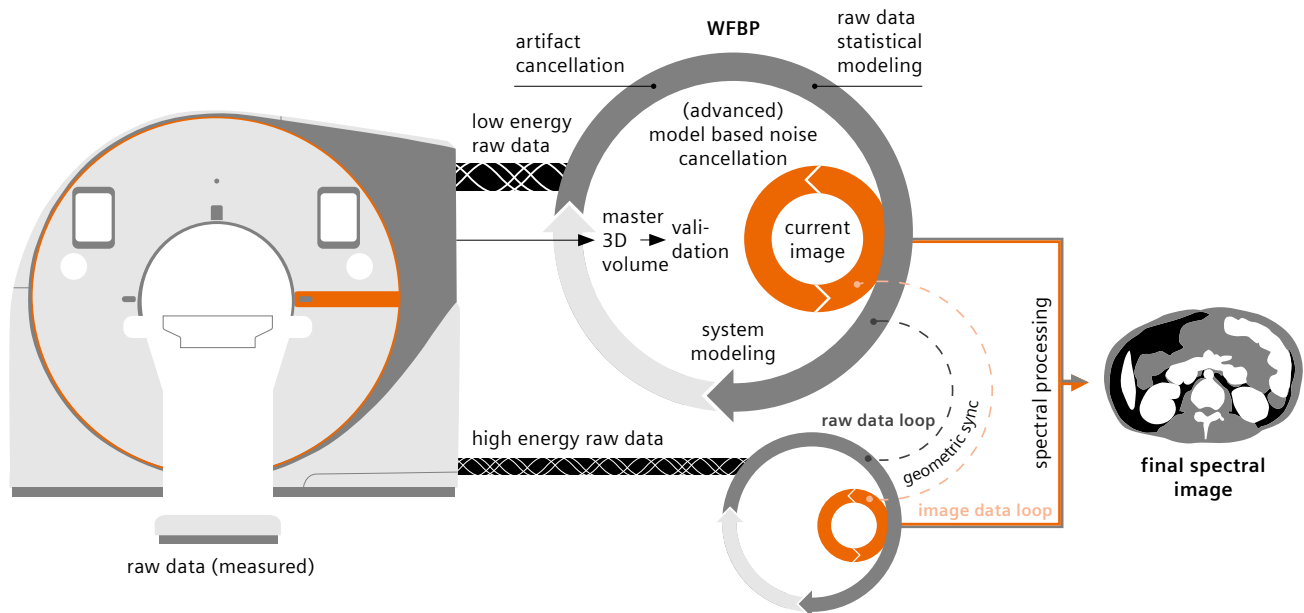 WFBP
artifact
cancellation
raw data
statistical
modeling
(advanced)
model based noise
cancellation
low energy
raw data
master
3D
volume
vali-
dation
current
image
system
modeling
raw data loop
geometric sync
spectral processing
high energy raw data
image data loop
final spectral
image
raw data (measured)